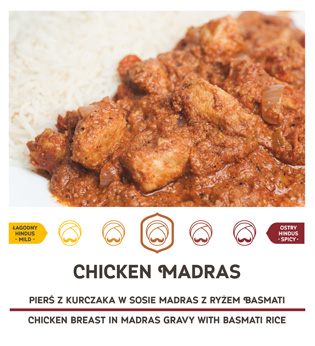 ŁAGODNY
HINDUS
- MILD -
OSTRY
HINDUS
- SPICY -
CHICKEN MADRAS
PIERŚ Z KURCZAKA W SOSIE MADRAS Z RYŻEM BASMATI
CHICKEN BREAST IN MADRAS GRAVY WITH BASMATI RICE